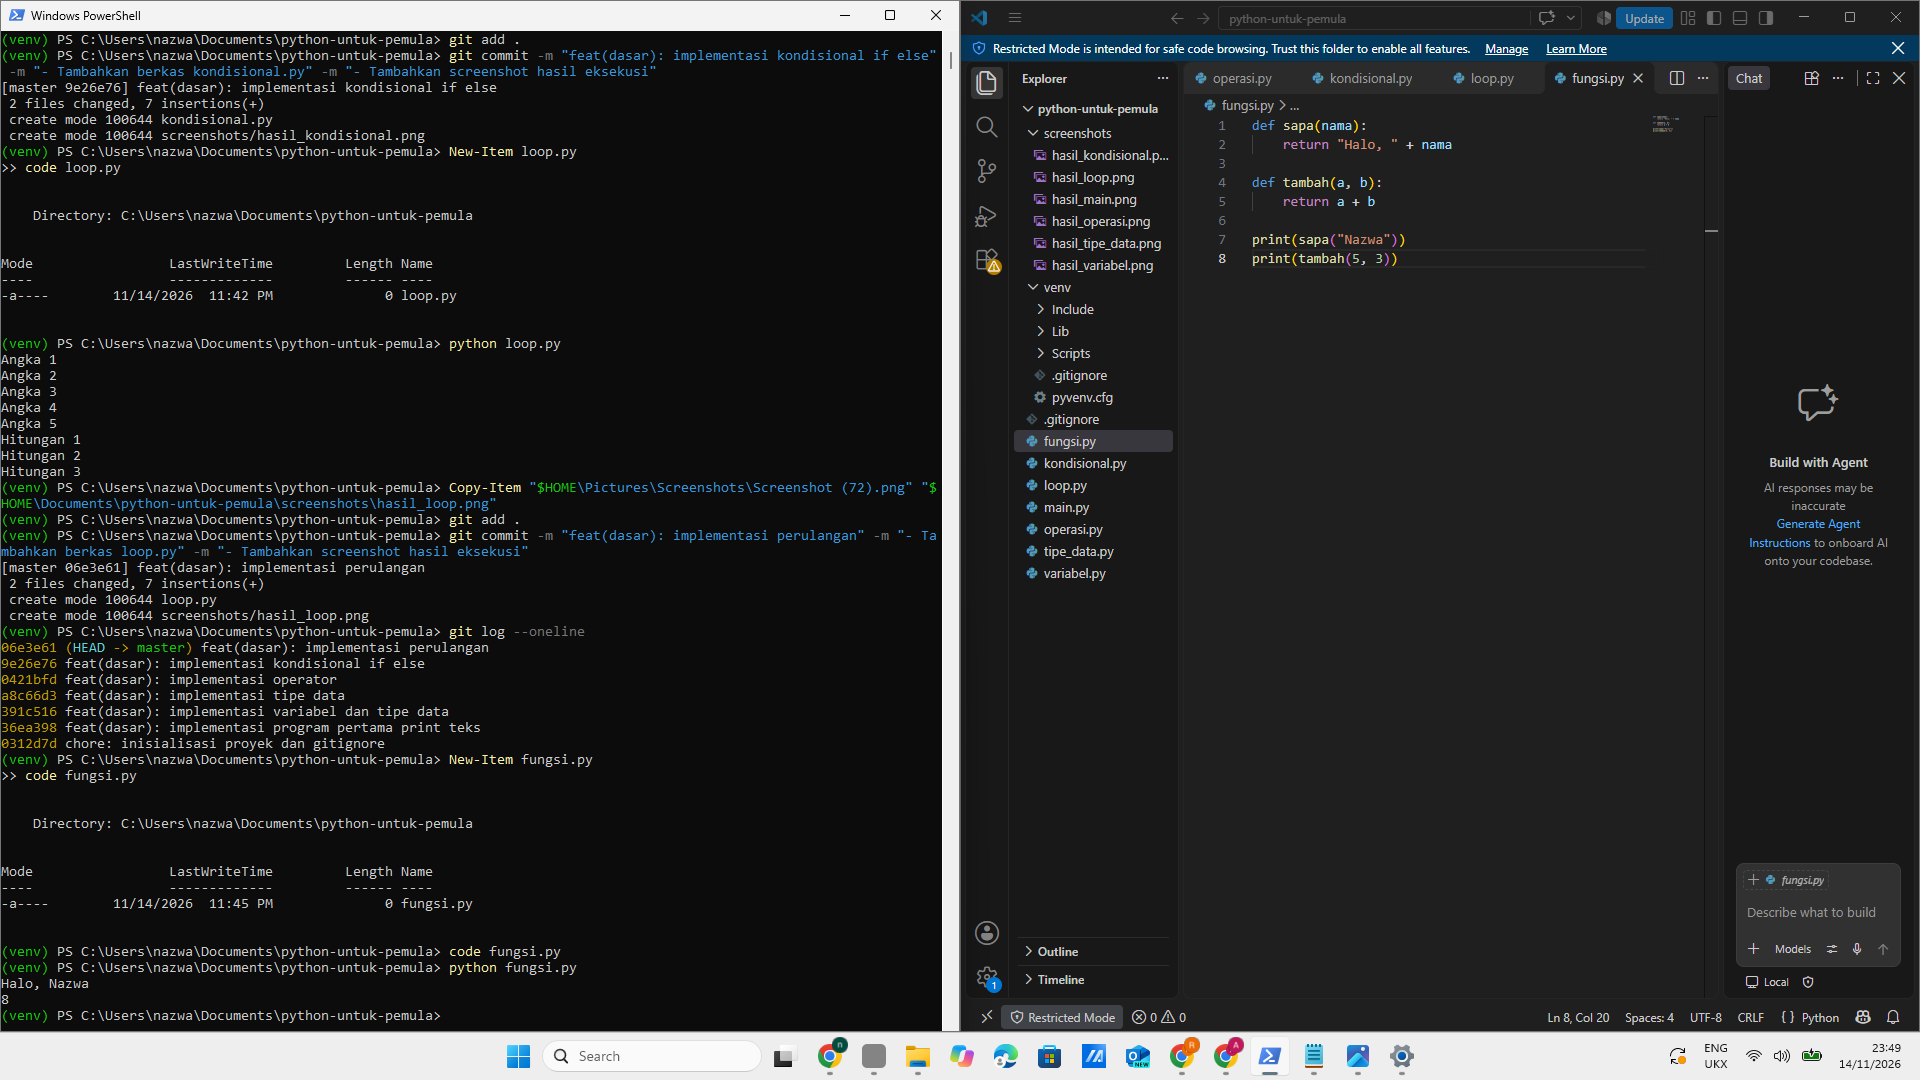 Windows PowerShell
(venv) PS C:\Users\nazwa\Documents\python-untuk-pemula> git add .
(venv) PS C:\Users\nazwa\Documents\python-untuk-pemula> git commit -m "feat(dasar): implementasi kondisional if else"
-m "- Tambahkan berkas kondisional.py" -m "- Tambahkan screenshot hasil eksekusi"
[master 9e26e76] feat(dasar): implementasi kondisional if else
2 files changed, 7 insertions(+)
create mode 100644 kondisional.py
create mode 100644 screenshots/hasil_kondisional.png
(venv) PS C:\Users\nazwa\Documents\python-untuk-pemula> New-Item loop.py
>> code loop.py
Directory: C:\Users\nazwa\Documents\python-untuk-pemula
Mode LastWriteTime Length Name
---- ------------- ------ ----
-a---- 11/14/2026 11:42 PM 0 loop.py
(venv) PS C:\Users\nazwa\Documents\python-untuk-pemula> python loop.py
Angka 1
Angka 2
Angka 3
Angka 4
Angka 5
Hitungan 1
Hitungan 2
Hitungan 3
(venv) PS C:\Users\nazwa\Documents\python-untuk-pemula> Copy-Item "$HOME\Pictures\Screenshots\Screenshot (72).png" "$
HOME\Documents\python-untuk-pemula\screenshots\hasil_loop.png"
(venv) PS C:\Users\nazwa\Documents\python-untuk-pemula> git add .
(venv) PS C:\Users\nazwa\Documents\python-untuk-pemula> git commit -m "feat(dasar): implementasi perulangan" -m "- Ta
mbahkan berkas loop.py" -m "- Tambahkan screenshot hasil eksekusi"
[master 06e3e61] feat(dasar): implementasi perulangan
2 files changed, 7 insertions(+)
create mode 100644 loop.py
create mode 100644 screenshots/hasil_loop.png
(venv) PS C:\Users\nazwa\Documents\python-untuk-pemula> git log --oneline
06e3e61 (HEAD -> master) feat(dasar): implementasi perulangan
9e26e76 feat(dasar): implementasi kondisional if else
0421bfd feat(dasar): implementasi operator
a8c66d3 feat(dasar): implementasi tipe data
391c516 feat(dasar): implementasi variabel dan tipe data
36ea398 feat(dasar): implementasi program pertama print teks
0312d7d chore: inisialisasi proyek dan gitignore
(venv) PS C:\Users\nazwa\Documents\python-untuk-pemula> New-Item fungsi.py
>> code fungsi.py
Directory: C:\Users\nazwa\Documents\python-untuk-pemula
Mode LastWriteTime Length Name
---- ------------- ------ ----
-a---- 11/14/2026 11:45 PM 0 fungsi.py
(venv) PS C:\Users\nazwa\Documents\python-untuk-pemula> code fungsi.py
(venv) PS C:\Users\nazwa\Documents\python-untuk-pemula> python fungsi.py
Halo, Nazwa
8
(venv) PS C:\Users\nazwa\Documents\python-untuk-pemula>
python-untuk-pemula
Update
Restricted Mode is intended for safe code browsing. Trust this folder to enable all features. Manage Learn More
Explorer
python-untuk-pemula
screenshots
hasil_kondisional.p...
hasil_loop.png
hasil_main.png
hasil_operasi.png
hasil_tipe_data.png
hasil_variabel.png
venv
Include
Lib
Scripts
.gitignore
pyvenv.cfg
.gitignore
fungsi.py
kondisional.py
loop.py
main.py
operasi.py
tipe_data.py
variabel.py
Outline
Timeline
operasi.py kondisional.py loop.py fungsi.py
fungsi.py > ...
1 def sapa(nama):
2 return "Halo, " + nama
3
4 def tambah(a, b):
5 return a + b
6
7 print(sapa("Nazwa"))
8 print(tambah(5, 3))
Chat
Build with Agent
AI responses may be
inaccurate
Generate Agent
Instructions to onboard AI
onto your codebase.
fungsi.py
Describe what to build
Models
Local
1
Restricted Mode 0 0 Ln 8, Col 20 Spaces: 4 UTF-8 CRLF {} Python
Search
n
NEW
R
A
ENG
UKX
23:49
14/11/2026